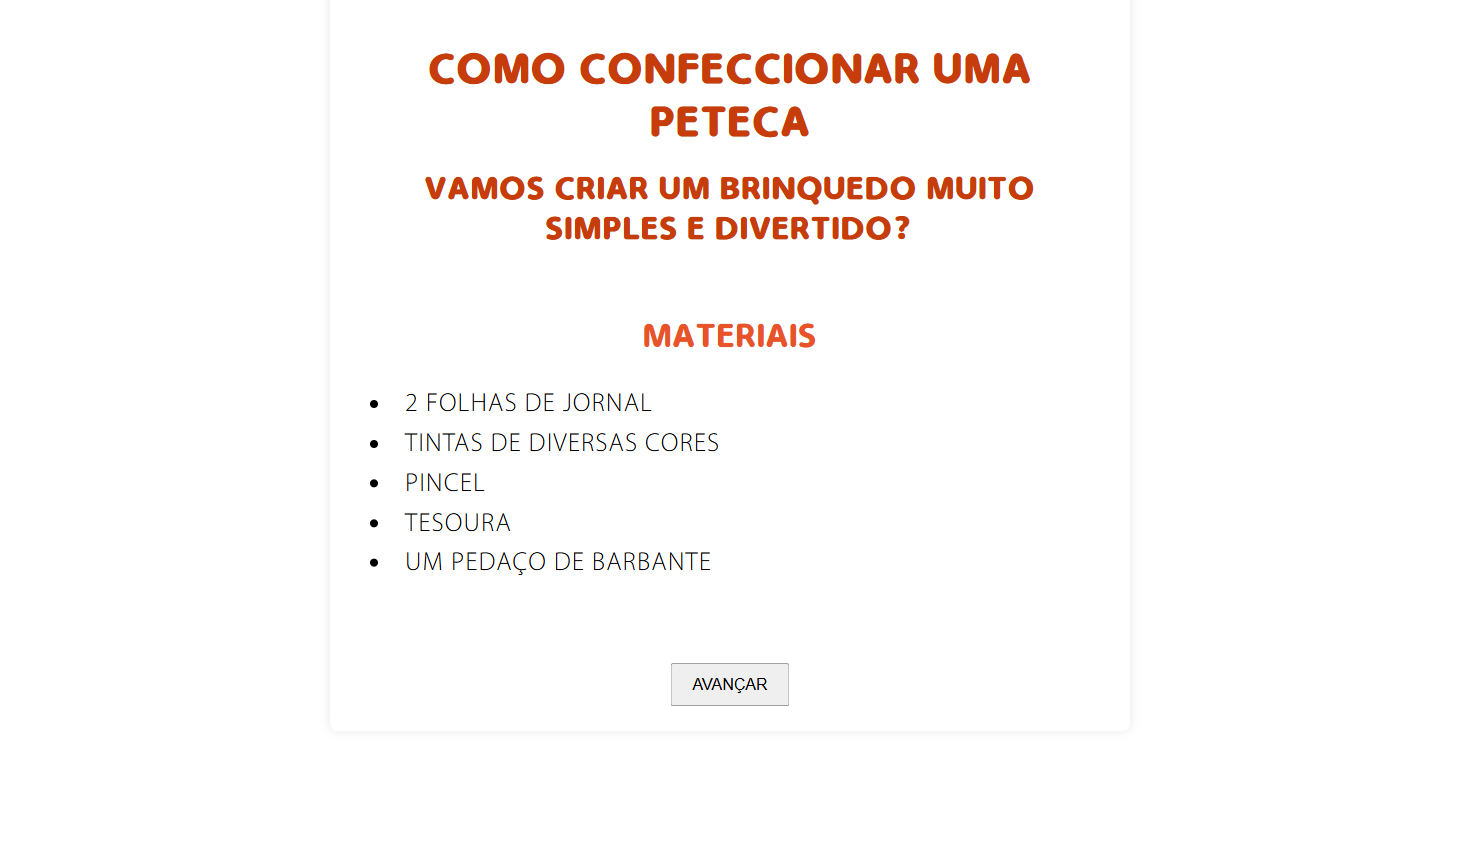 COMO CONFECCIONAR UMA
PETECA
VAMOS CRIAR UM BRINQUEDO MUITO
SIMPLES E DIVERTIDO?
MATERIAIS
• 2 FOLHAS DE JORNAL
• TINTAS DE DIVERSAS CORES
• PINCEL
• TESOURA
• UM PEDAÇO DE BARBANTE
AVANÇAR